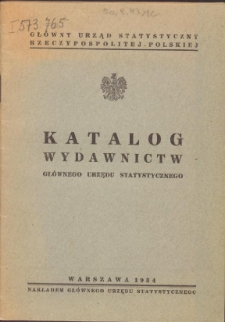 I 573.765
GŁÓWNY URZĄD STATYSTYCZNY
RZECZYPOSPOLITEJ POLSKIEJ
KATALOG
WYDAWNICTW
GŁÓWNEGO URZĘDU STATYSTYCZNEGO
WARSZAWA 1934
NAKŁADEM GŁÓWNEGO URZĘDU STATYSTYCZNEGO